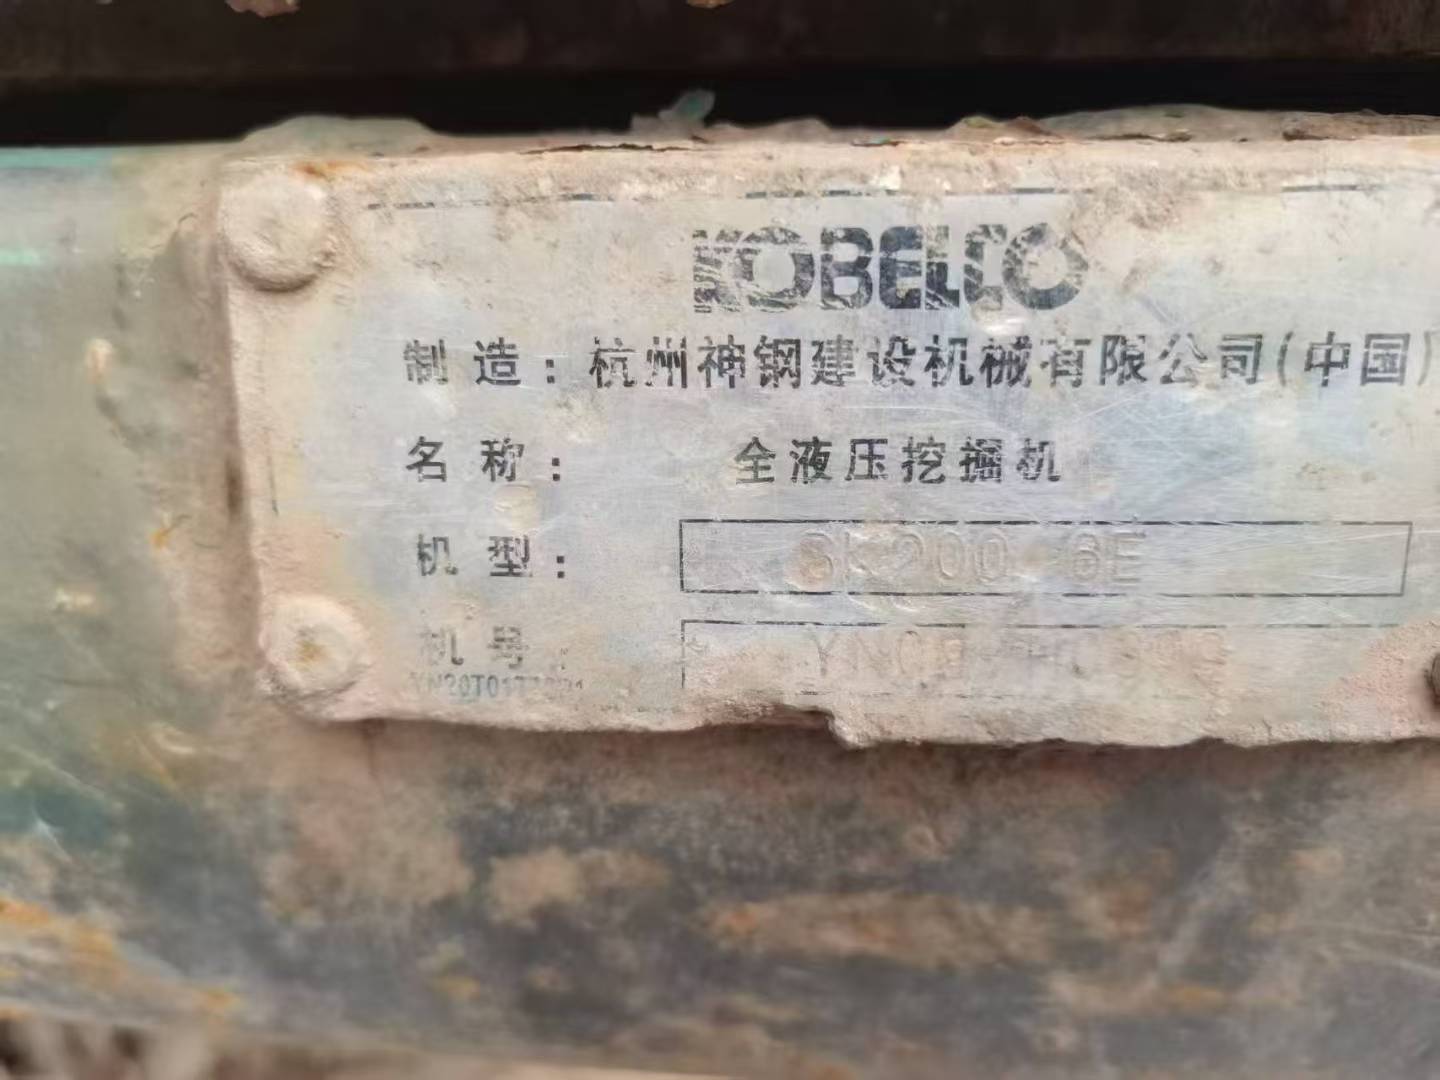 KOBELCO
制造：杭州神钢建设机械有限公司(中国)
名称： 全液压挖掘机
机型： SK200 6E
机号：